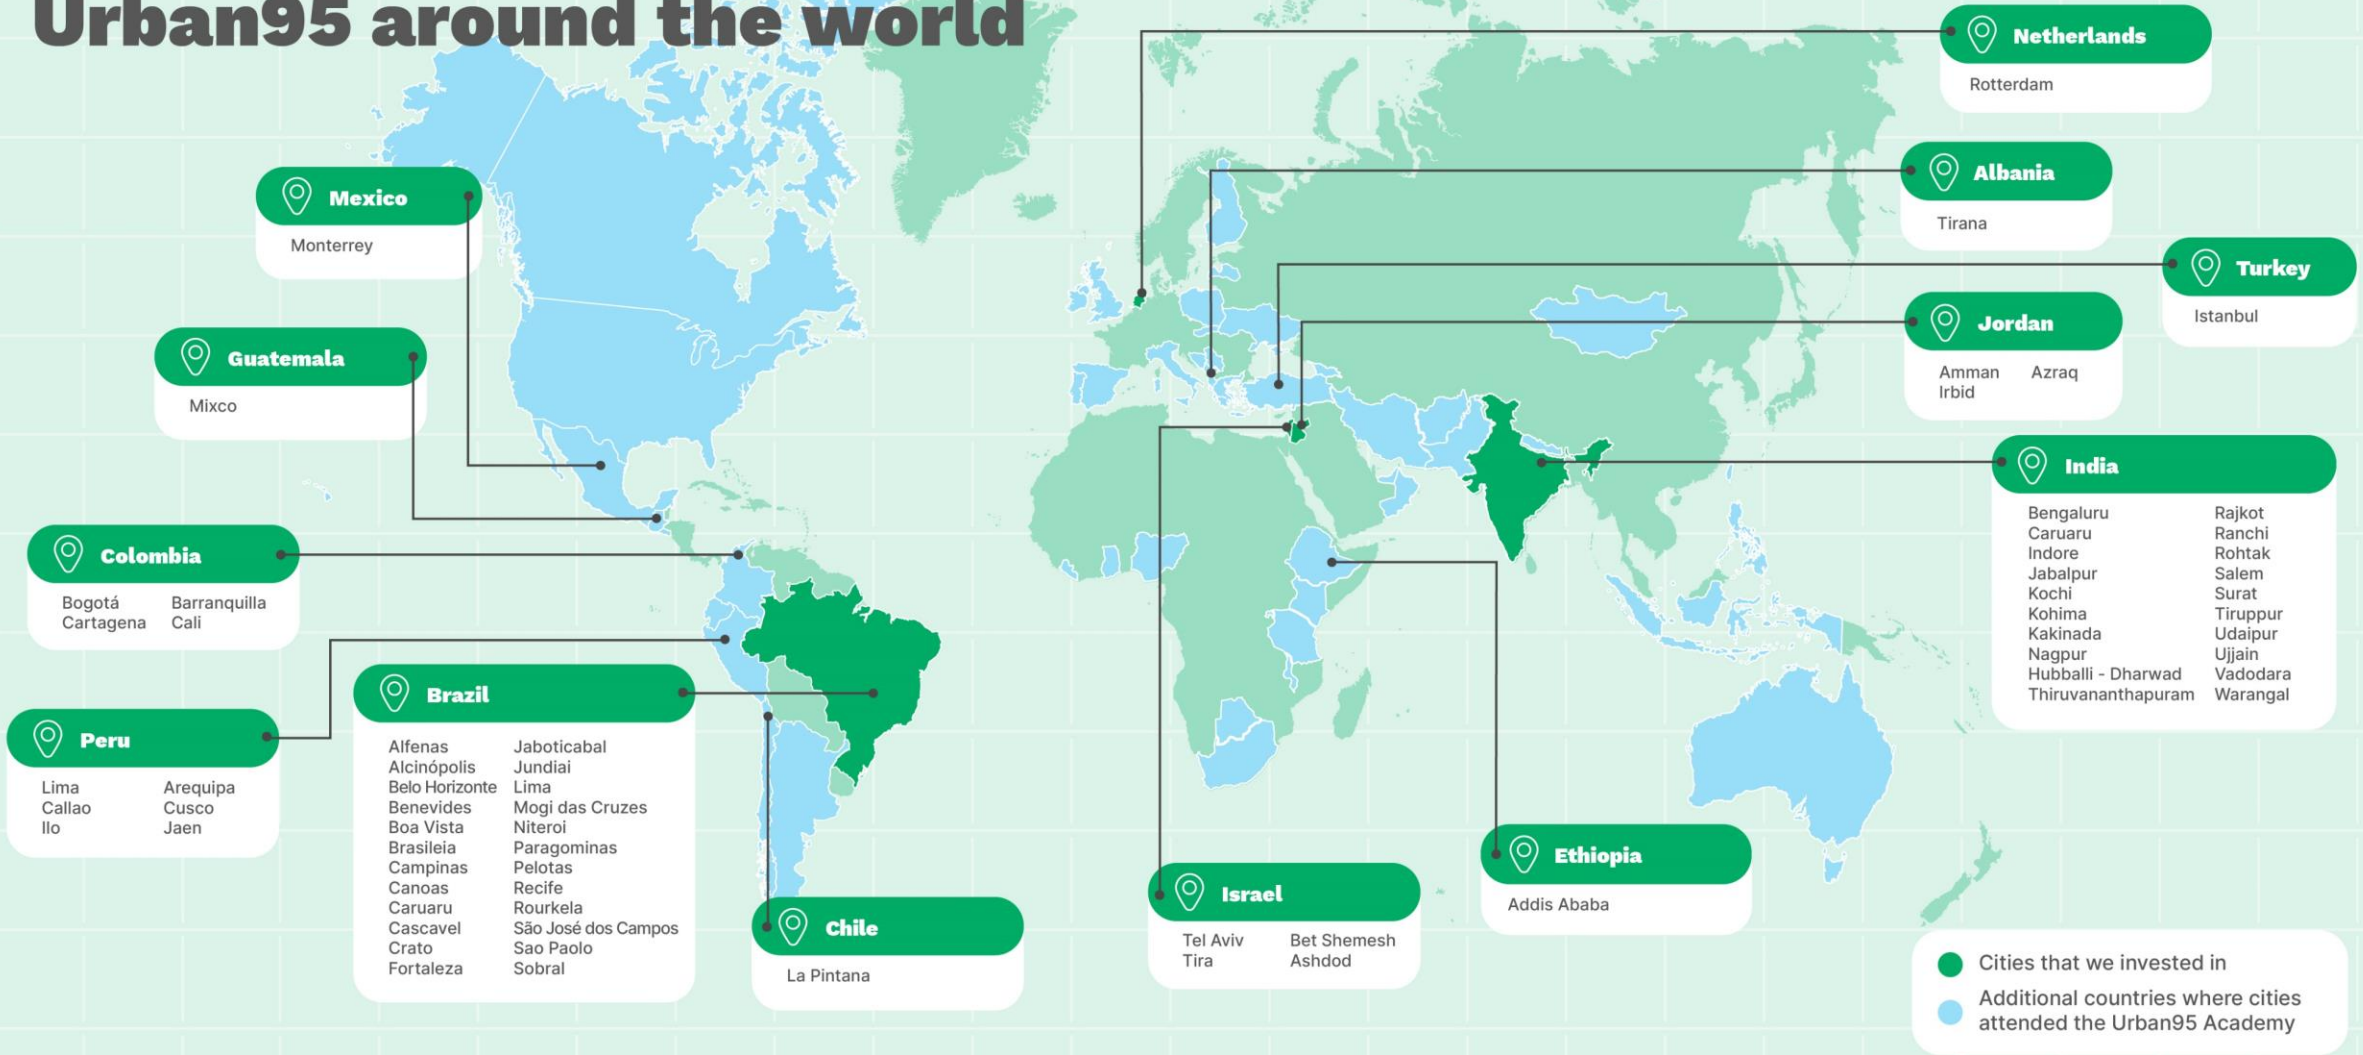 Urban95 around the world
Netherlands
Rotterdam
Albania
Tirana
Turkey
Istanbul
Jordan
Amman Azraq
Irbid
India
Bengaluru Rajkot
Caruaru Ranchi
Indore Rohtak
Jabalpur Salem
Kochi Surat
Kohima Tiruppur
Kakinada Udaipur
Nagpur Ujjain
Hubballi - Dharwad Vadodara
Thiruvananthapuram Warangal
Mexico
Monterrey
Guatemala
Mixco
Colombia
Bogotá Barranquilla
Cartagena Cali
Peru
Lima Arequipa
Callao Cusco
Ilo Jaen
Brazil
Alfenas Jaboticabal
Alcinópolis Jundiai
Belo Horizonte Lima
Benevides Mogi das Cruzes
Boa Vista Niteroi
Brasileia Paragominas
Campinas Pelotas
Canoas Recife
Caruaru Rourkela
Cascavel São José dos Campos
Crato Sao Paolo
Fortaleza Sobral
Chile
La Pintana
Israel
Tel Aviv Bet Shemesh
Tira Ashdod
Ethiopia
Addis Ababa
Cities that we invested in
Additional countries where cities
attended the Urban95 Academy